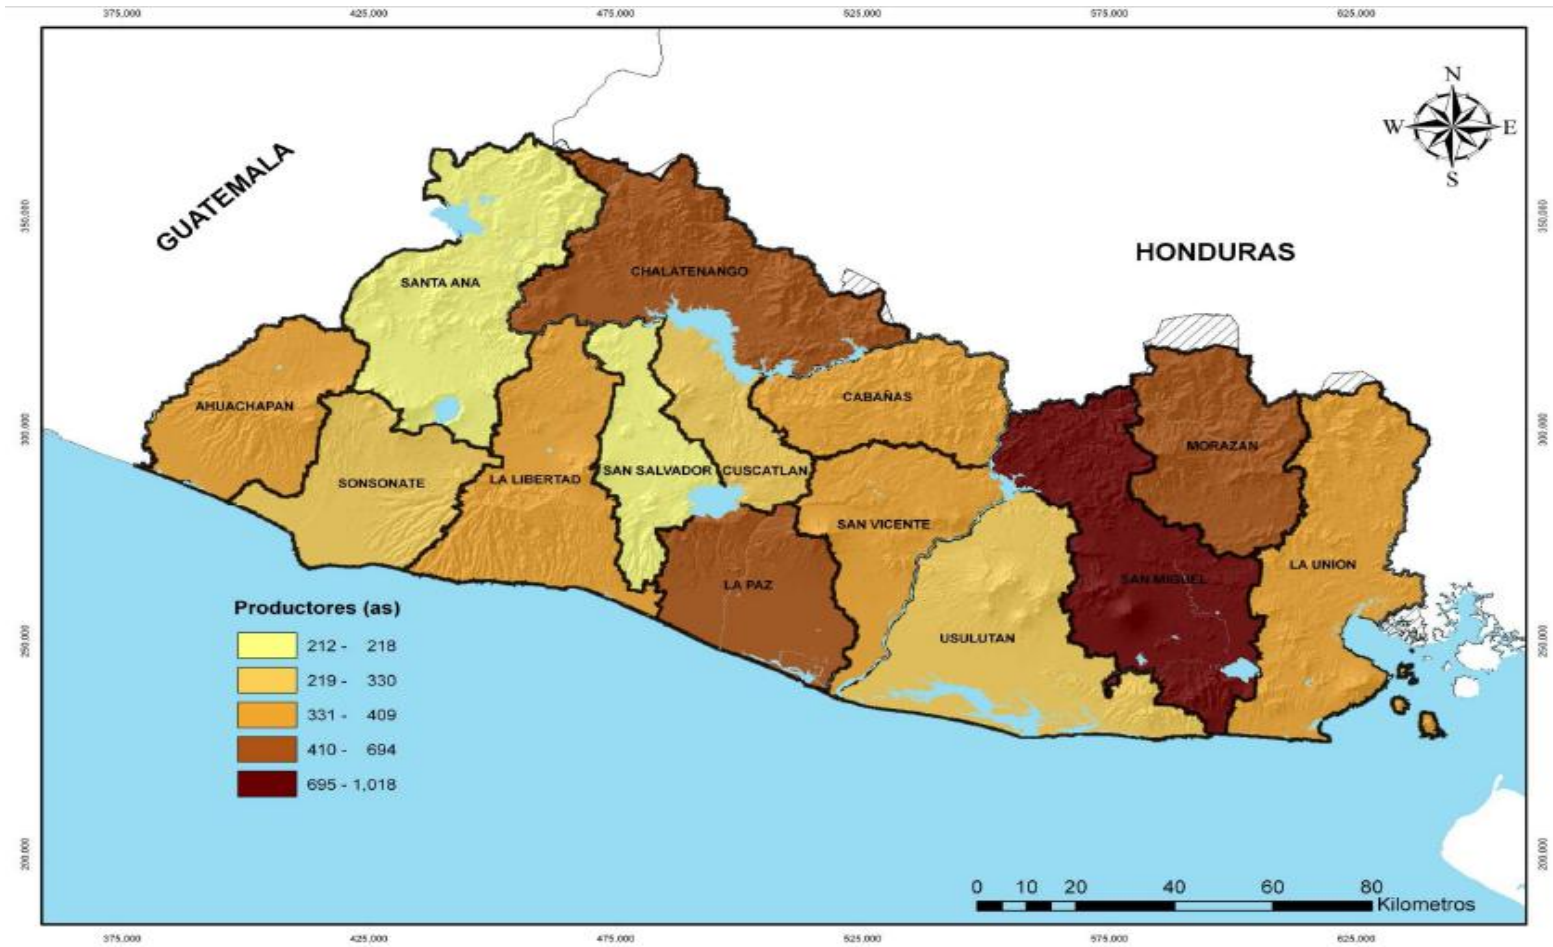 375,000 425,000 475,000 525,000 575,000 625,000
N
W E
S
GUATEMALA
350,000 350,000
HONDURAS
CHALATENANGO
SANTA ANA
CABAÑAS
AHUACHAPAN
300,000 300,000
MORAZAN
SAN SALVADOR CUSCATLAN
LA LIBERTAD
SONSONATE
SAN VICENTE
LA UNION
SAN MIGUEL
LA PAZ
USULUTAN
250,000 250,000
Productores (as)
212 - 218
219 - 330
331 - 409
410 - 694
695 - 1,018
200,000 200,000
0 10 20 40 60 80
Kilometros
375,000 425,000 475,000 525,000 575,000 625,000